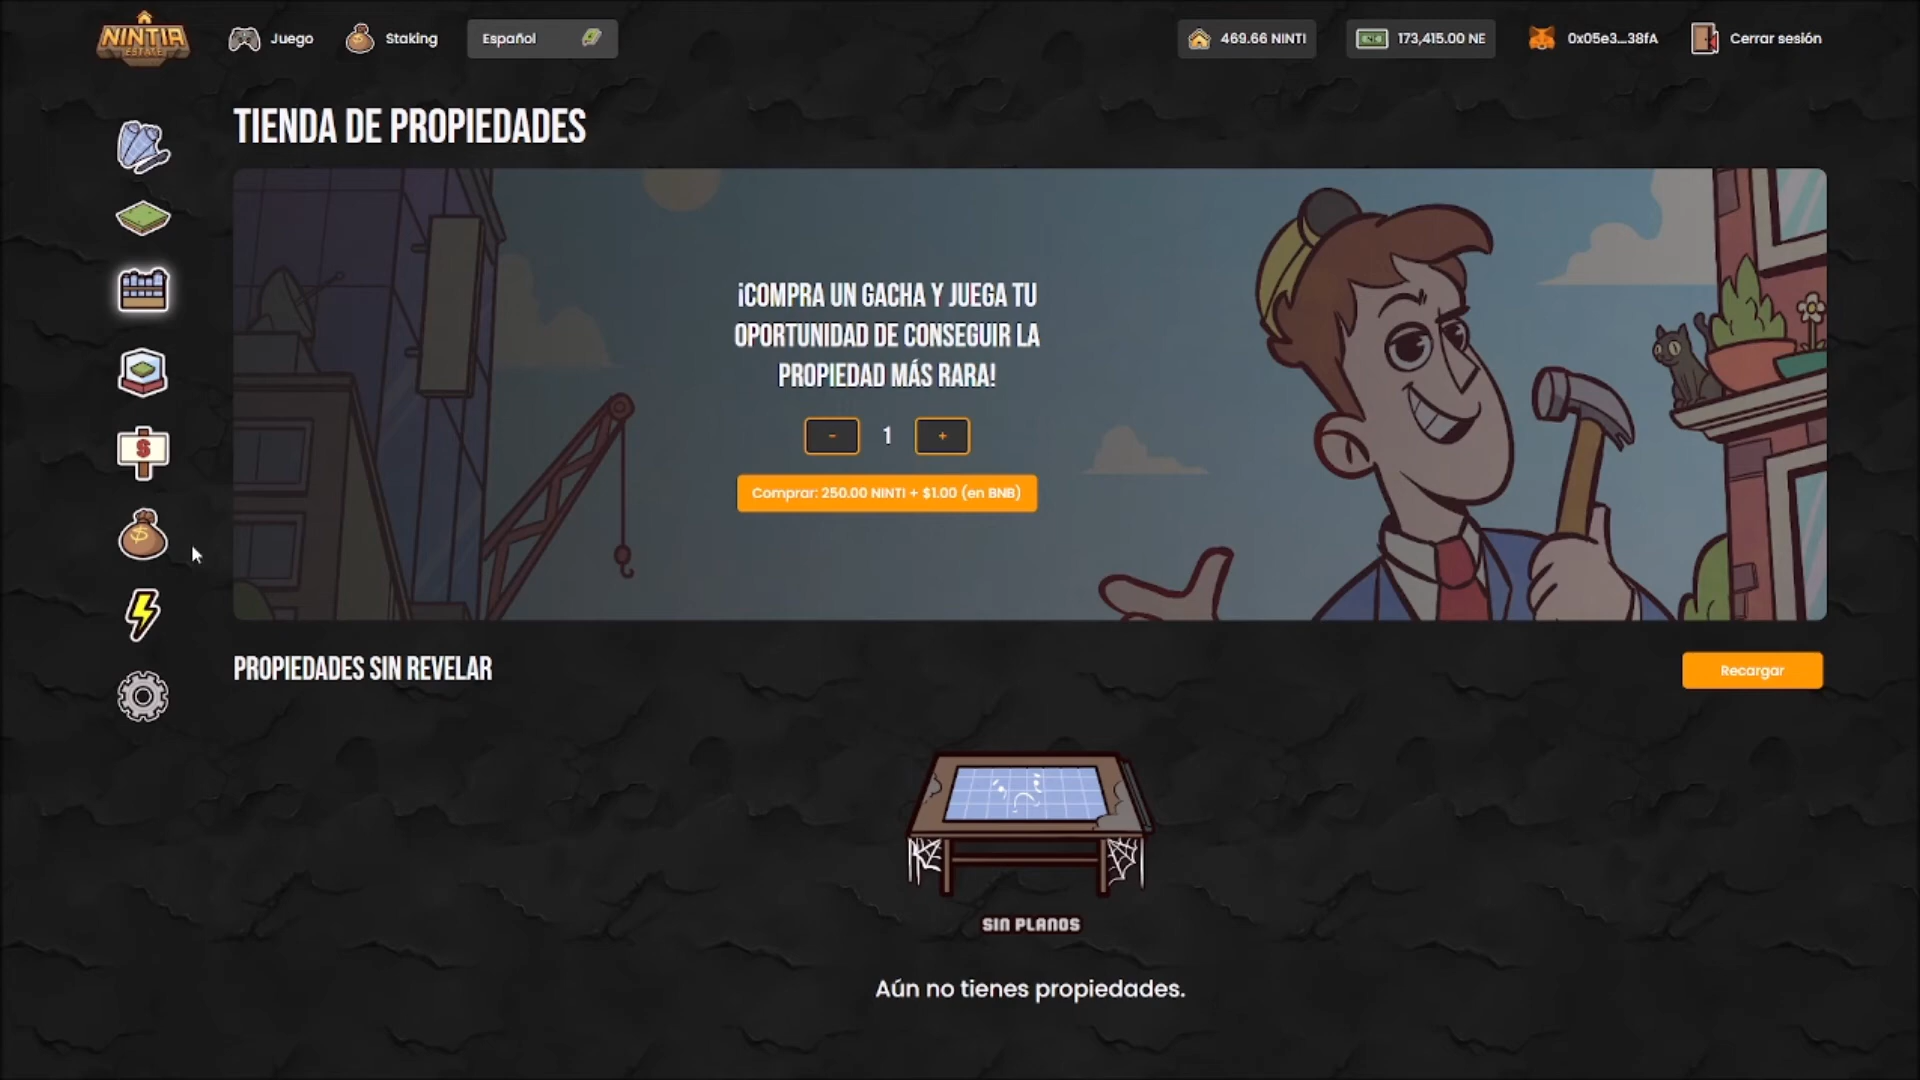 NINTIA
ESTATE
Juego
Staking
Español
469.66 NINTI
173,415.00 NE
0x05e3...38fA
Cerrar sesión
TIENDA DE PROPIEDADES
¡COMPRA UN GACHA Y JUEGA TU
OPORTUNIDAD DE CONSEGUIR LA
PROPIEDAD MÁS RARA!
- 1 +
Comprar: 250.00 NINTI + $1.00 (en BNB)
PROPIEDADES SIN REVELAR
Recargar
SIN PLANOS
Aún no tienes propiedades.